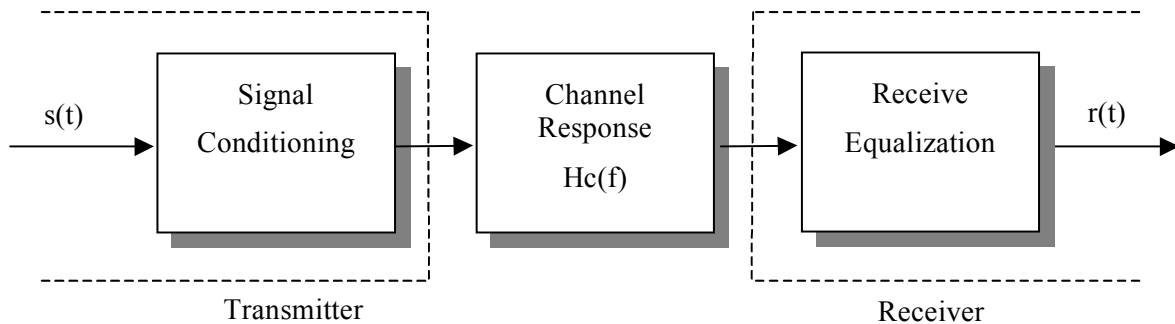 s(t)
Signal
Conditioning
Channel
Response
Hc(f)
Receive
Equalization
r(t)
Transmitter
Receiver